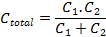 C_total = C_1.C_2 / C_1 + C_2